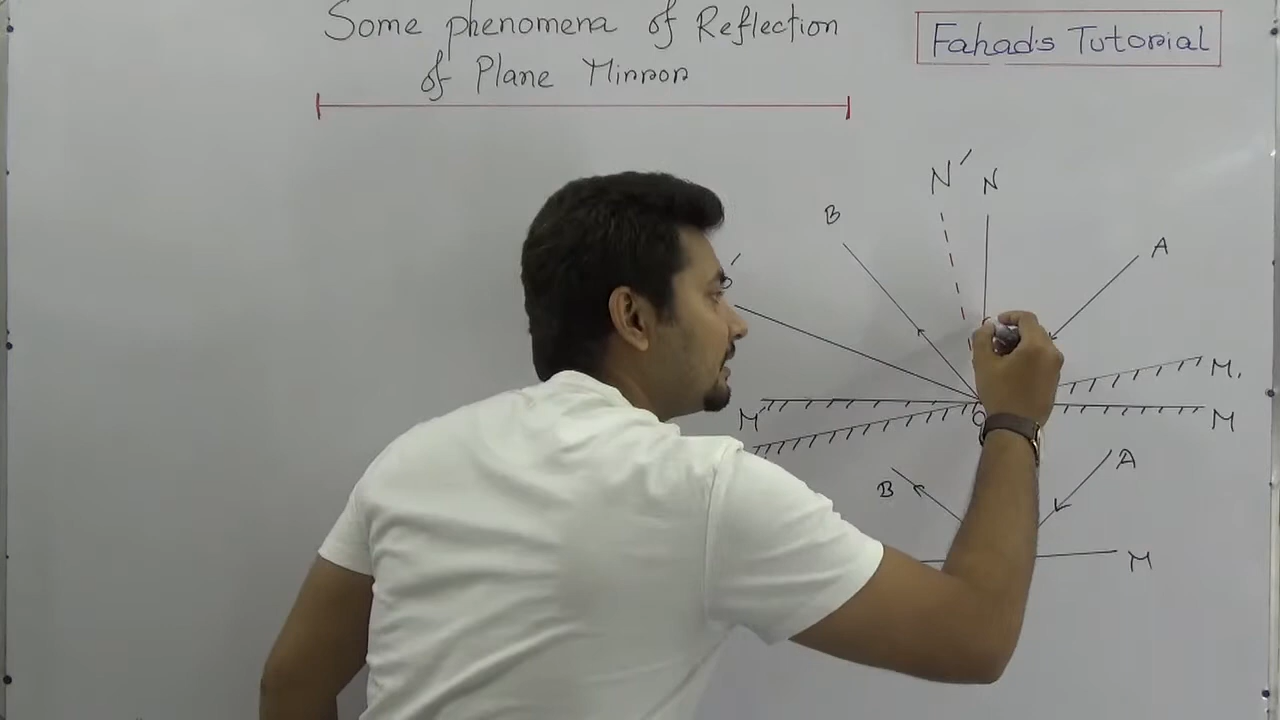 Some phenomena of Reflection
of Plane Mirror
Fahad's Tutorial
N' N
B
A
M₁
M' O M
B A
M